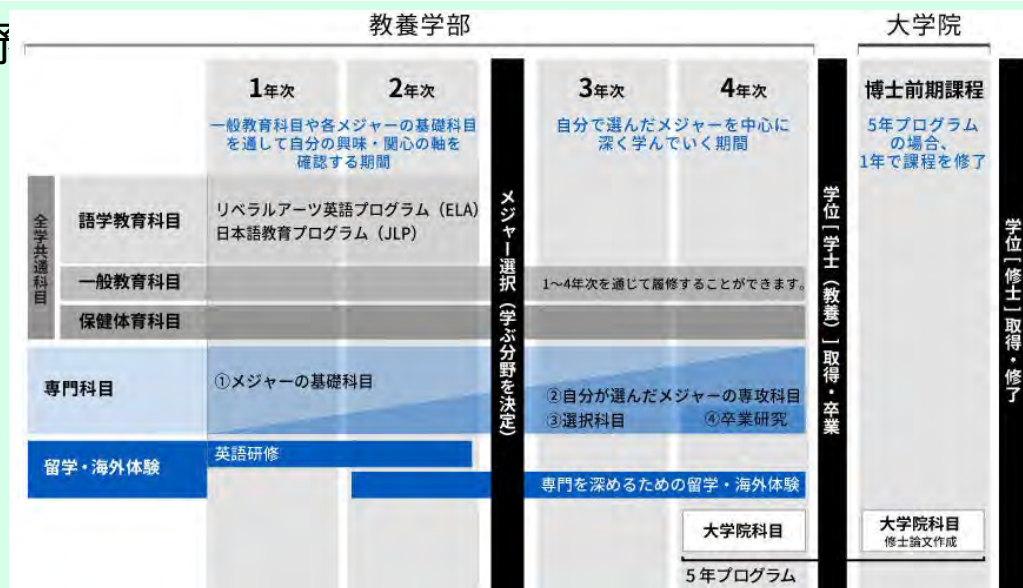 教養学部
大学院
1年次
2年次
3年次
4年次
博士前期課程
一般教育科目や各メジャーの基礎科目
を通して自分の興味・関心の軸を
確認する期間
自分で選んだメジャーを中心に
深く学んでいく期間
5年プログラム
の場合、
1年で課程を修了
全学共通科目
語学教育科目
リベラルアーツ英語プログラム（ELA）
日本語教育プログラム（JLP）
一般教育科目
1〜4年次を通じて履修することができます。
保健体育科目
メジャー選択（学ぶ分野を決定）
学位［学士（教養）］取得・卒業
学位［修士］取得・修了
専門科目
①メジャーの基礎科目
②自分が選んだメジャーの専攻科目
③選択科目
④卒業研究
留学・海外体験
英語研修
専門を深めるための留学・海外体験
大学院科目
大学院科目
修士論文作成
5年プログラム